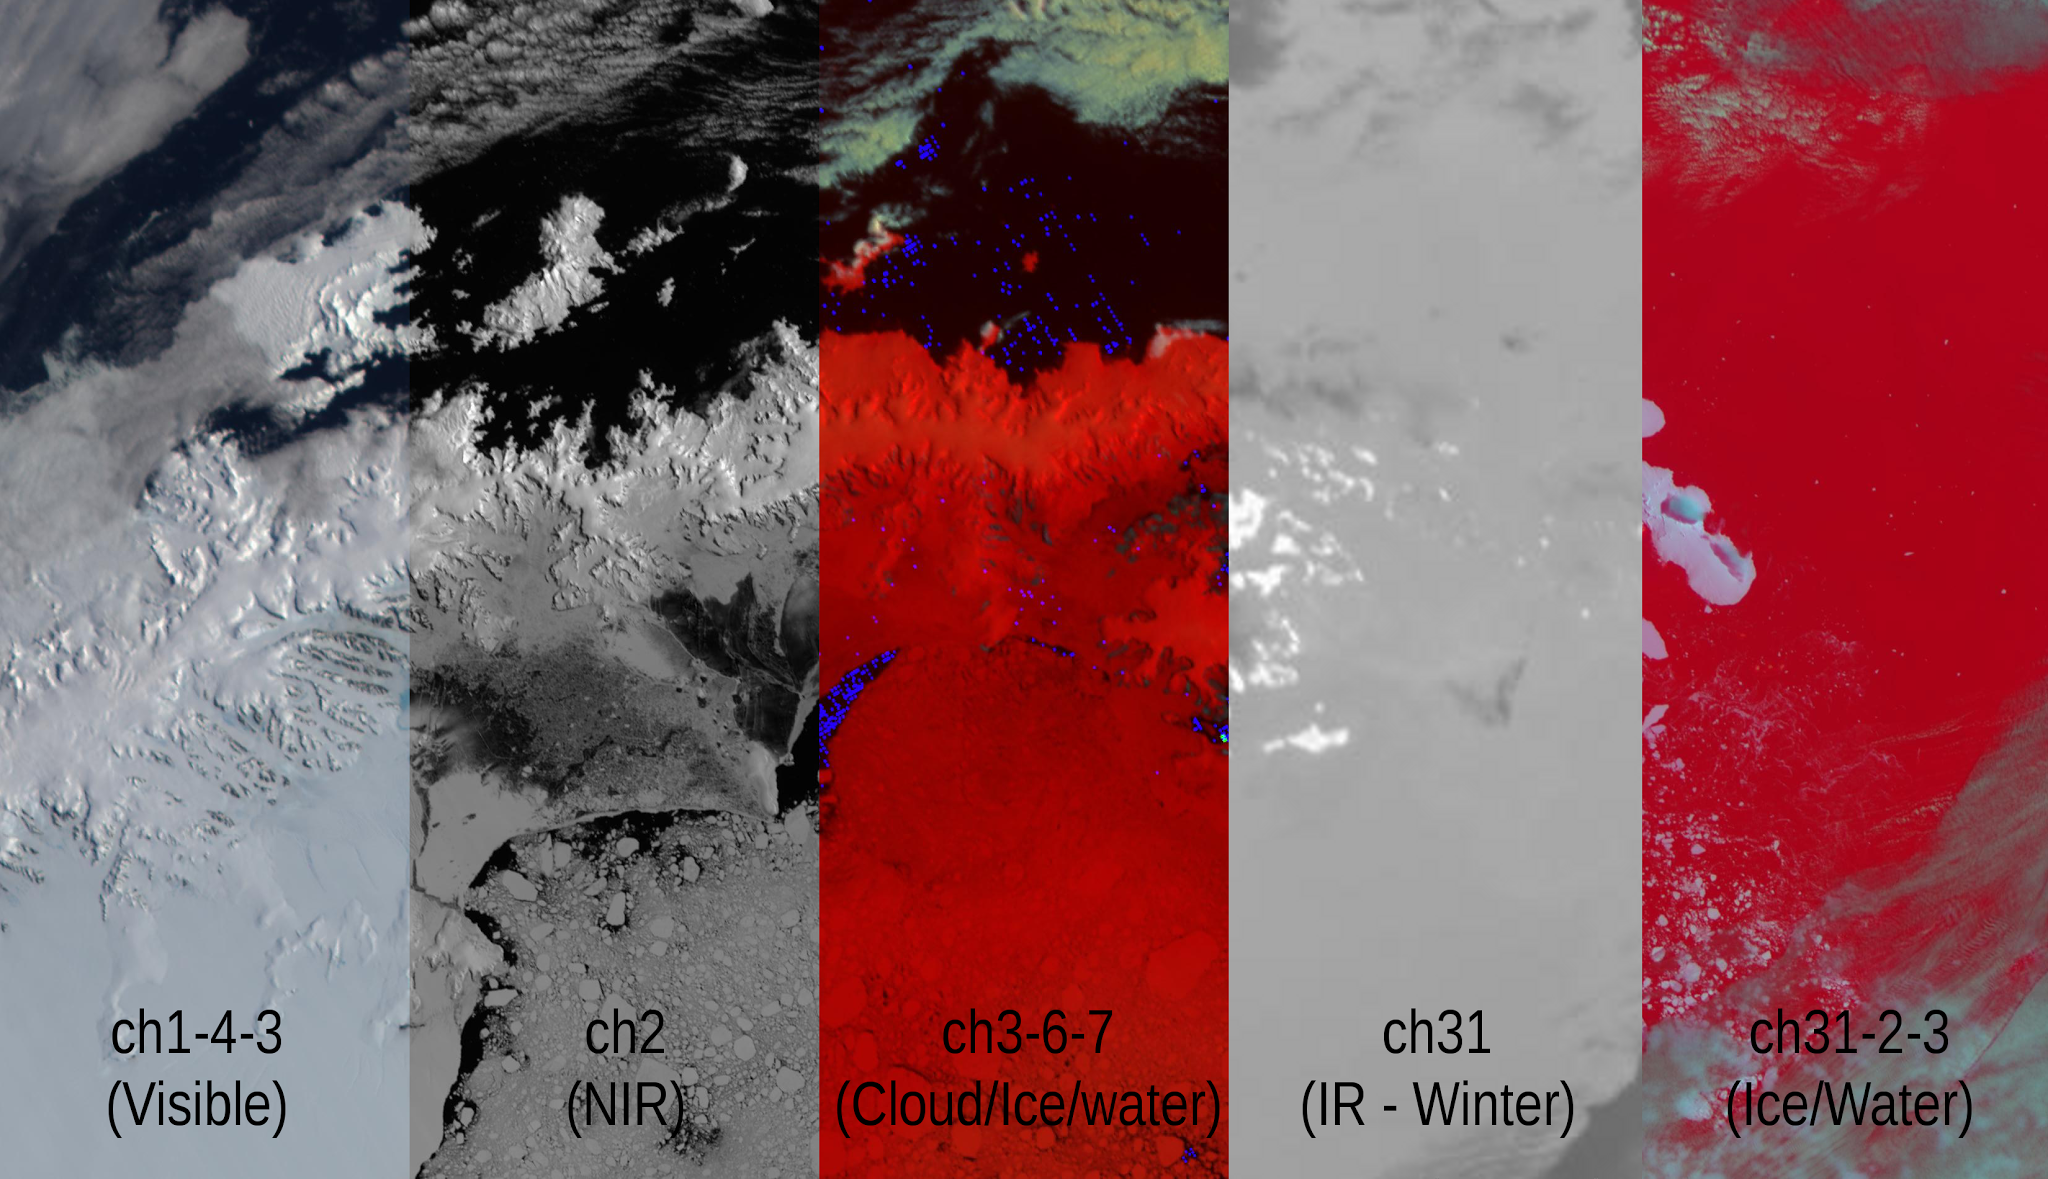 ch1-4-3
(Visible)
ch2
(NIR)
ch3-6-7
(Cloud/Ice/water)
ch31
(IR - Winter)
ch31-2-3
(Ice/Water)